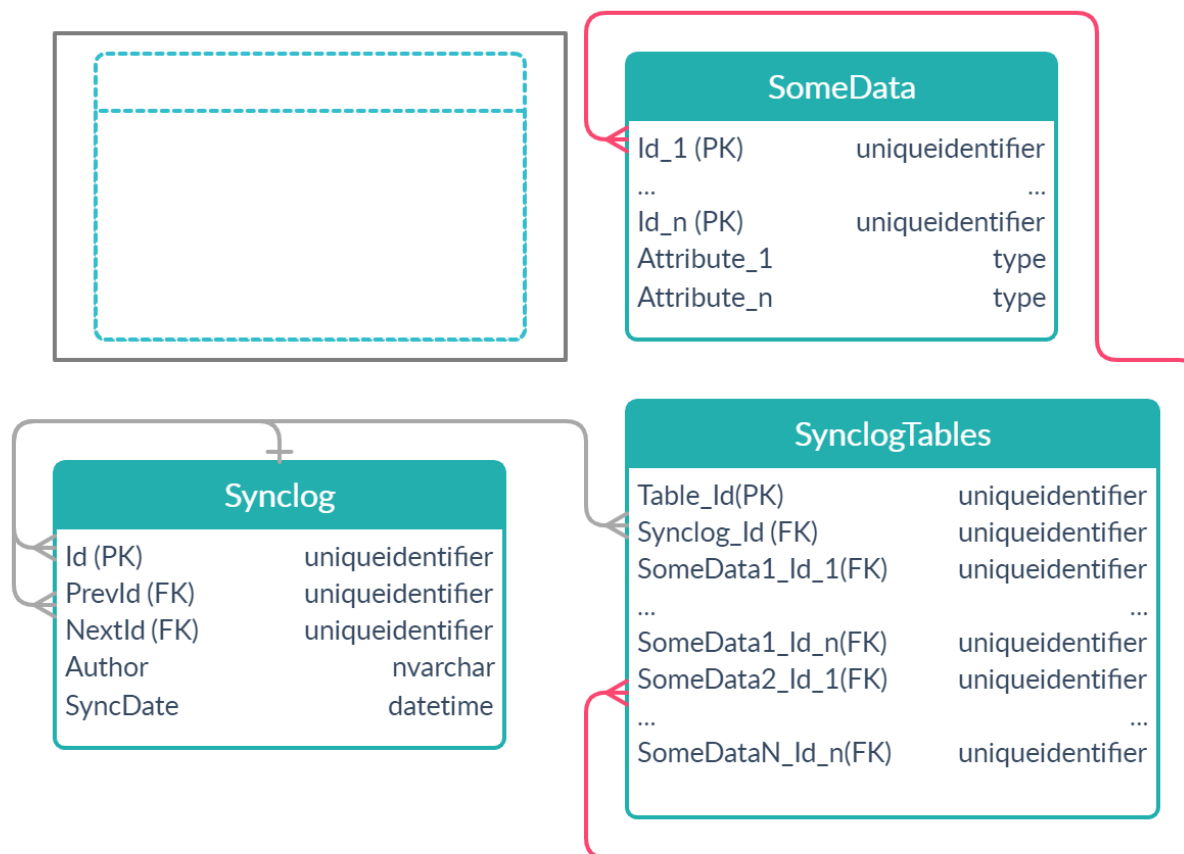 SomeData
Id_1 (PK) uniqueidentifier
... ...
Id_n (PK) uniqueidentifier
Attribute_1 type
Attribute_n type
Synclog
Id (PK) uniqueidentifier
PrevId (FK) uniqueidentifier
NextId (FK) uniqueidentifier
Author nvarchar
SyncDate datetime
SynclogTables
Table_Id(PK) uniqueidentifier
Synclog_Id (FK) uniqueidentifier
SomeData1_Id_1(FK) uniqueidentifier
... ...
SomeData1_Id_n(FK) uniqueidentifier
SomeData2_Id_1(FK) uniqueidentifier
... ...
SomeDataN_Id_n(FK) uniqueidentifier